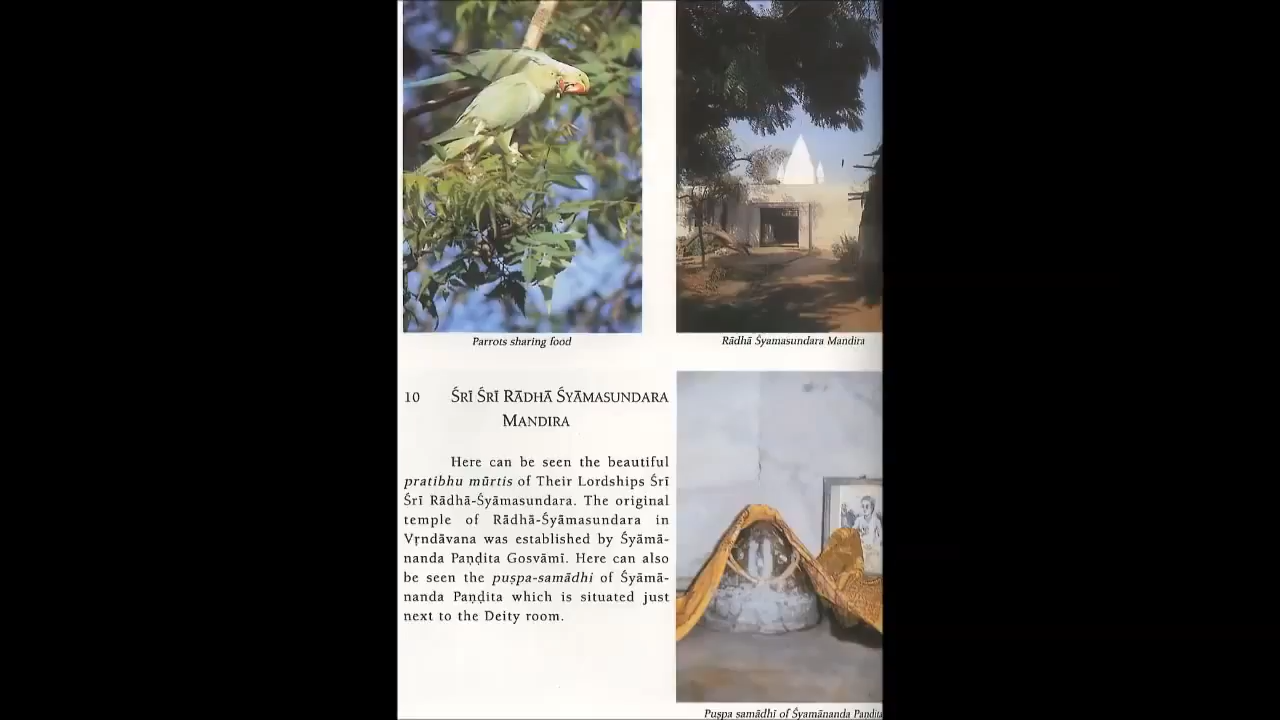 Parrots sharing food
Rādhā Śyamasundara Mandira
10 ŚRĪ ŚRĪ RĀDHĀ ŚYĀMASUNDARA
MANDIRA
Here can be seen the beautiful
pratibhu mūrtis of Their Lordships Śrī
Śrī Rādhā-Śyāmasundara. The original
temple of Rādhā-Śyāmasundara in
Vṛndāvana was established by Śyāmā-
nanda Paṇḍita Gosvāmī. Here can also
be seen the puṣpa-samādhi of Śyāmā-
nanda Paṇḍita which is situated just
next to the Deity room.
Puṣpa samādhi of Śyamānanda Paṇḍita